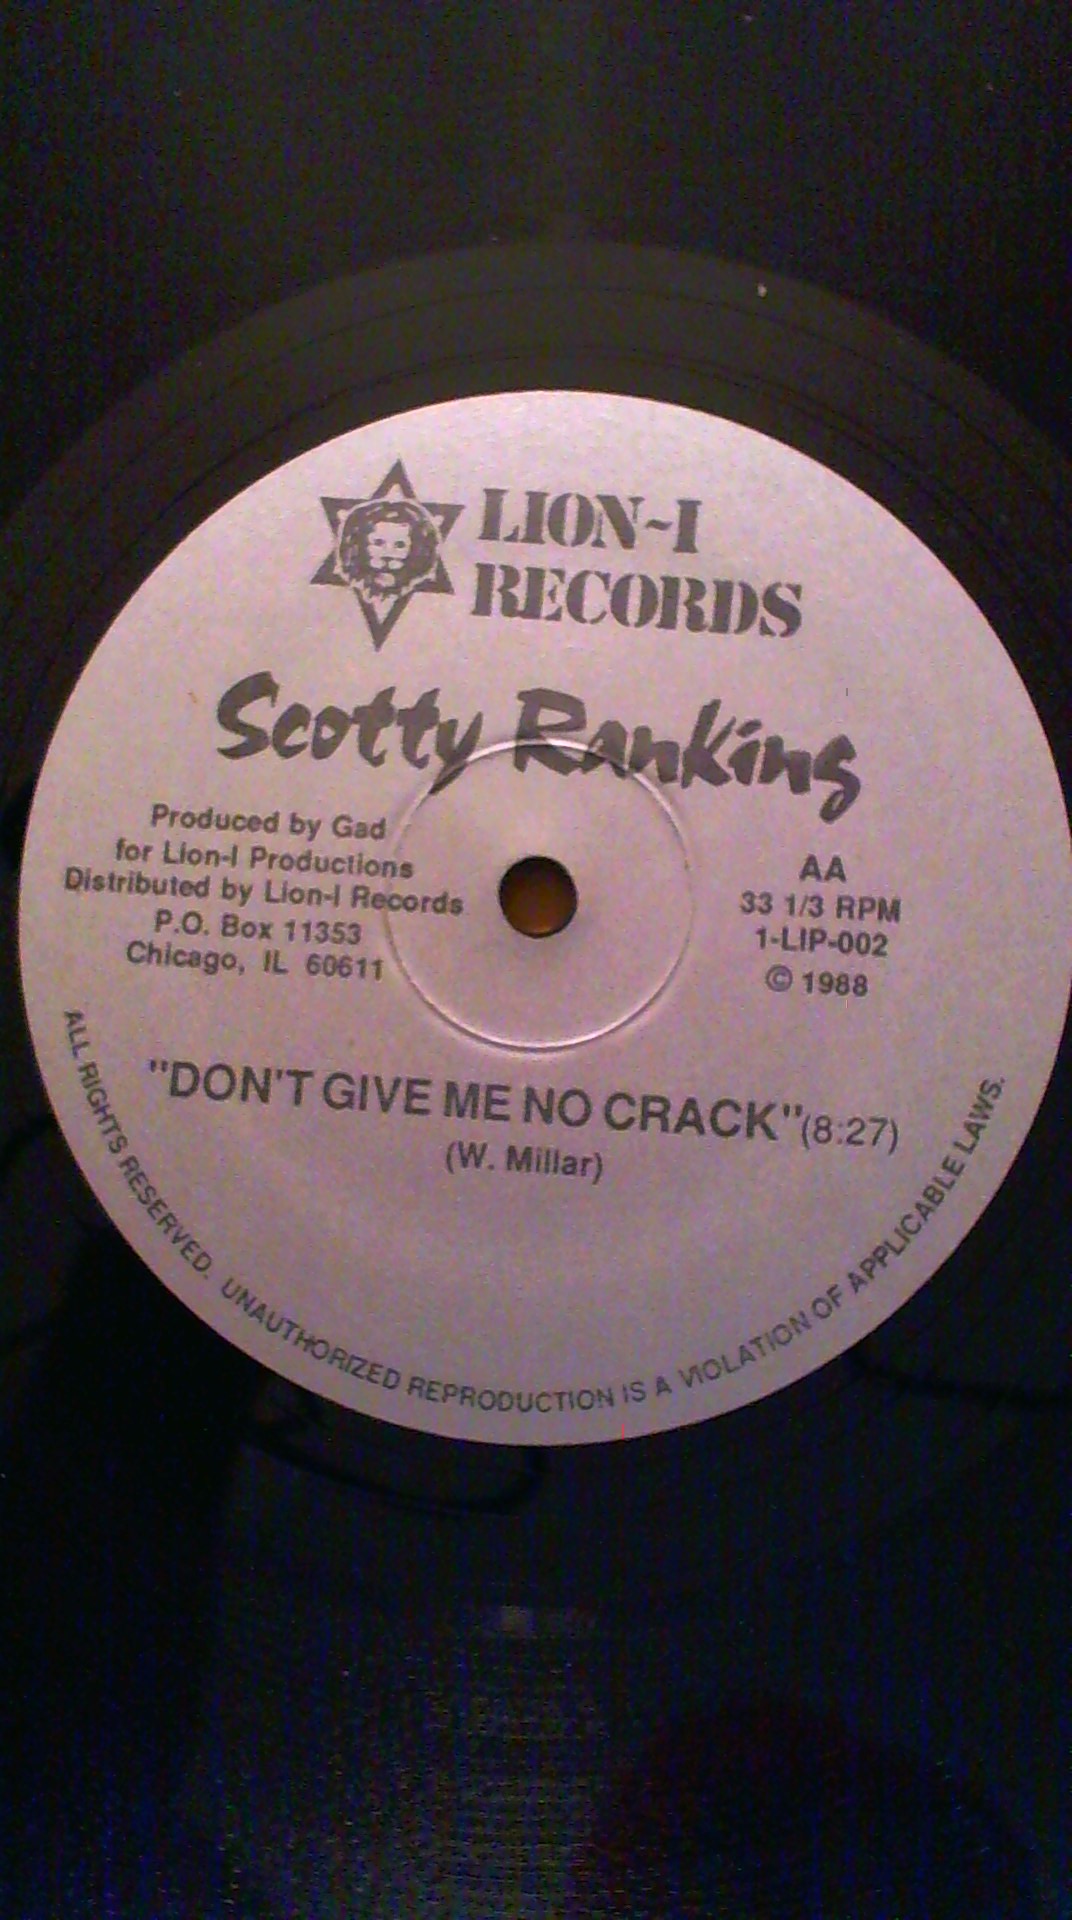 LION-I
RECORDS
Scotty Ranking
Produced by Gad
for Lion-I Productions
Distributed by Lion-I Records
P.O. Box 11353
Chicago, IL 60611
AA
33 1/3 RPM
1-LIP-002
© 1988
"DON'T GIVE ME NO CRACK" (8:27)
(W. Millar)
ALL RIGHTS RESERVED. UNAUTHORIZED REPRODUCTION IS A VIOLATION OF APPLICABLE LAWS.